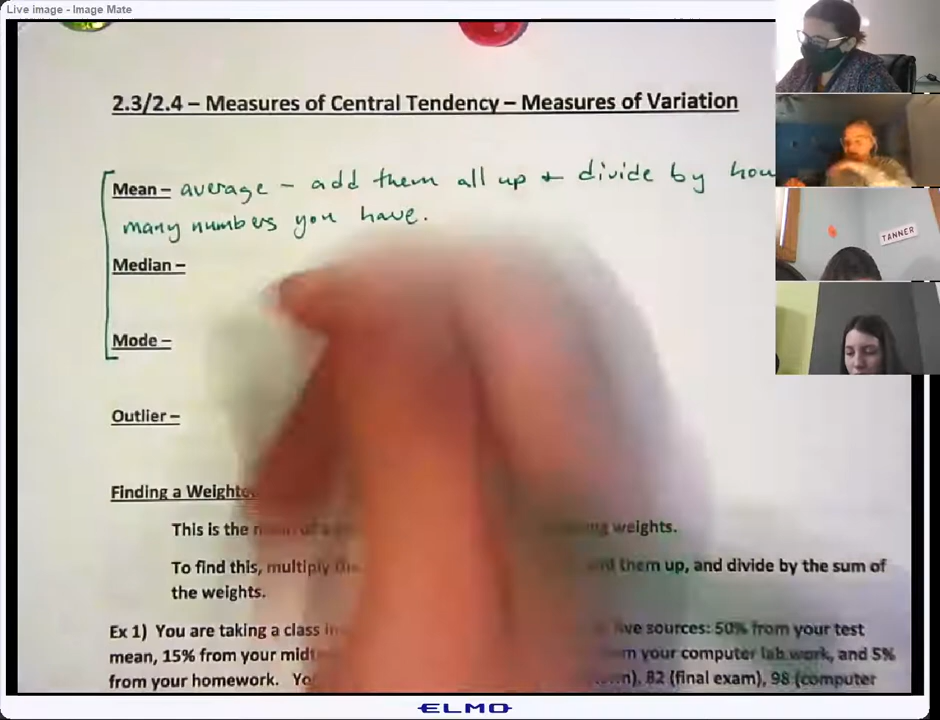 Live image - Image Mate
2.3/2.4 – Measures of Central Tendency – Measures of Variation
Mean – average - add them all up + divide by how
many numbers you have.
TANNER
Median –
Mode –
Outlier –
Finding a
This is the weights.
To find this, multiply them up, and divide by the sum of
the weights.
Ex 1) You are taking a class sources: 50% from your test
mean, 15% from your your computer lab work, and 5%
from your homework. 82 (final exam), 98 (computer
ELMO